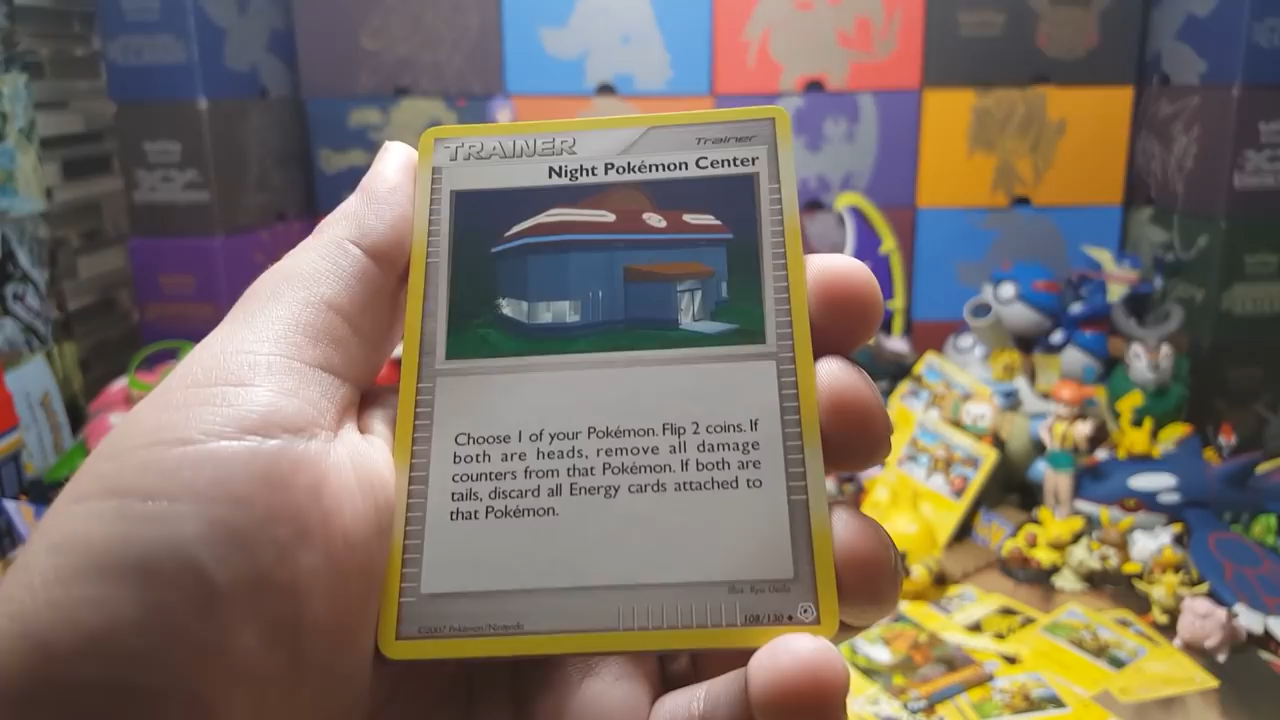 TRAINER
Trainer
Night Pokémon Center
Choose 1 of your Pokémon. Flip 2 coins. If
both are heads, remove all damage
counters from that Pokémon. If both are
tails, discard all Energy cards attached to
that Pokémon.
Illus. Ryo Ueda
©2007 Pokémon/Nintendo
108/130